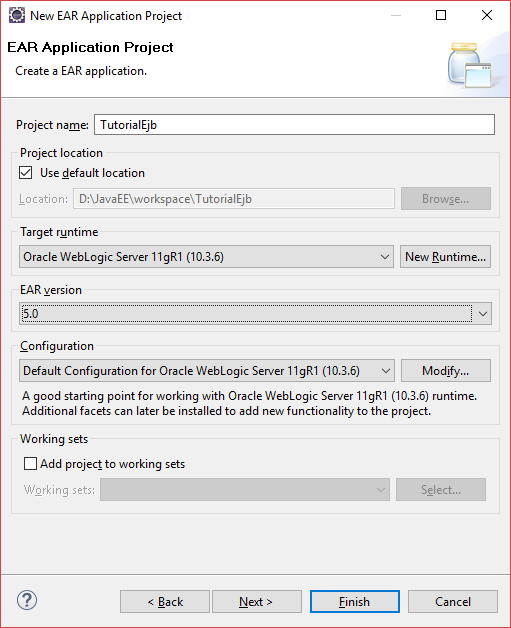 New EAR Application Project
EAR Application Project
Create a EAR application.
Project name: TutorialEjb
Project location
Use default location
Location: D:\JavaEE\workspace\TutorialEjb Browse...
Target runtime
Oracle WebLogic Server 11gR1 (10.3.6) New Runtime...
EAR version
5.0
Configuration
Default Configuration for Oracle WebLogic Server 11gR1 (10.3.6) Modify...
A good starting point for working with Oracle WebLogic Server 11gR1 (10.3.6) runtime.
Additional facets can later be installed to add new functionality to the project.
Working sets
Add project to working sets
Working sets: Select...
? < Back Next > Finish Cancel